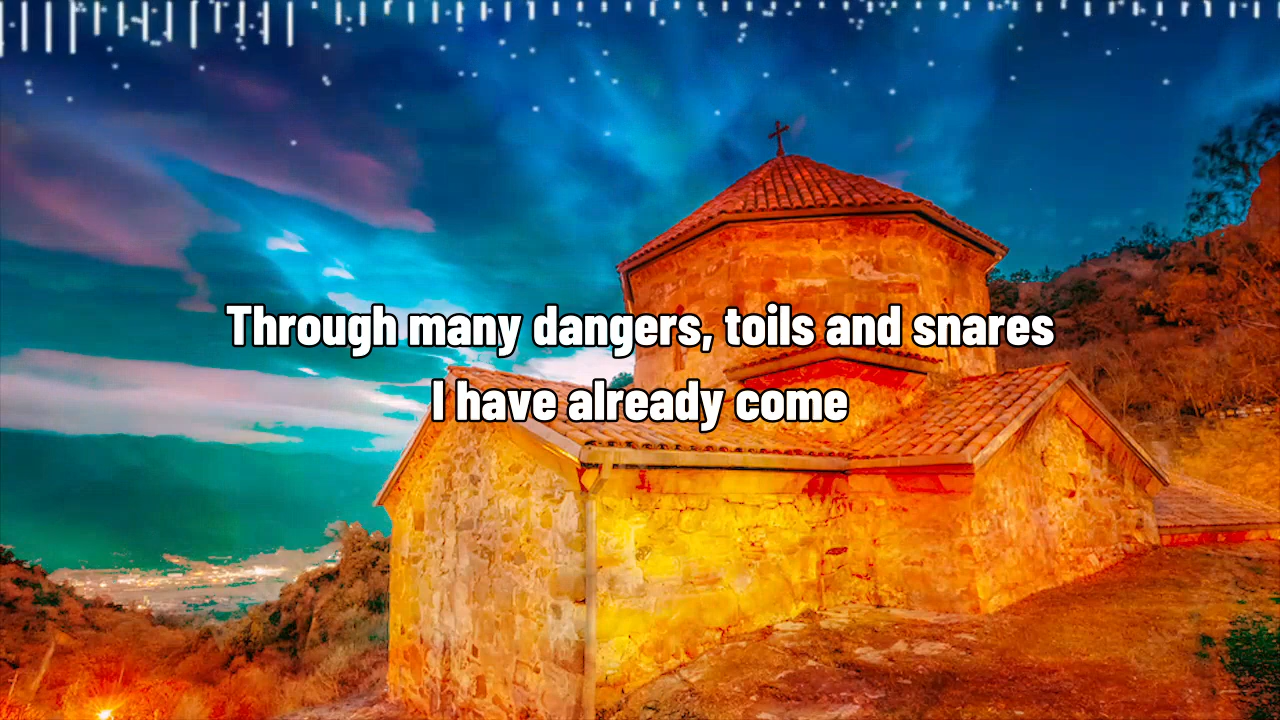 Through many dangers, toils and snares
I have already come